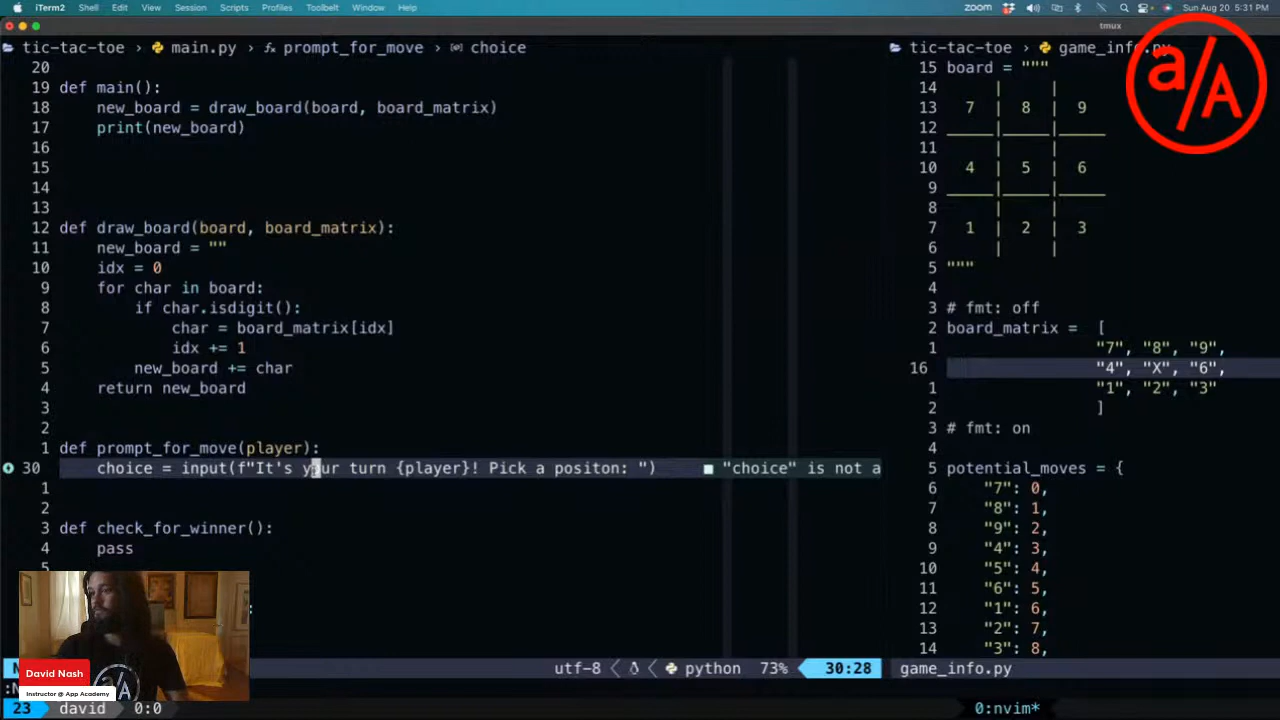 iTerm2 Shell Edit View Session Scripts Profiles Toolbelt Window Help zoom Sun Aug 20 5:31 PM
tmux
tic-tac-toe > main.py > prompt_for_move > choice
20
19 def main():
18 new_board = draw_board(board, board_matrix)
17 print(new_board)
16
15
14
13
12 def draw_board(board, board_matrix):
11 new_board = ""
10 idx = 0
9 for char in board:
8 if char.isdigit():
7 char = board_matrix[idx]
6 idx += 1
5 new_board += char
4 return new_board
3
2
1 def prompt_for_move(player):
30 choice = input(f"It's your turn {player}! Pick a positon: ") ■ "choice" is not a
1
2
3 def check_for_winner():
4 pass
5
:
utf-8 python 73% 30:28
tic-tac-toe > game_info.py
15 board = """
14 | |
13 7 | 8 | 9
12 _____|_____|_____
11 | |
10 4 | 5 | 6
9 _____|_____|_____
8 | |
7 1 | 2 | 3
6 | |
5 """
4
3 # fmt: off
2 board_matrix = [
1 "7", "8", "9",
16 "4", "X", "6",
1 "1", "2", "3"
2 ]
3 # fmt: on
4
5 potential_moves = {
6 "7": 0,
7 "8": 1,
8 "9": 2,
9 "4": 3,
10 "5": 4,
11 "6": 5,
12 "1": 6,
13 "2": 7,
14 "3": 8,
game_info.py
a/A
David Nash
Instructor @ App Academy
23 david 0:0 0:nvim*